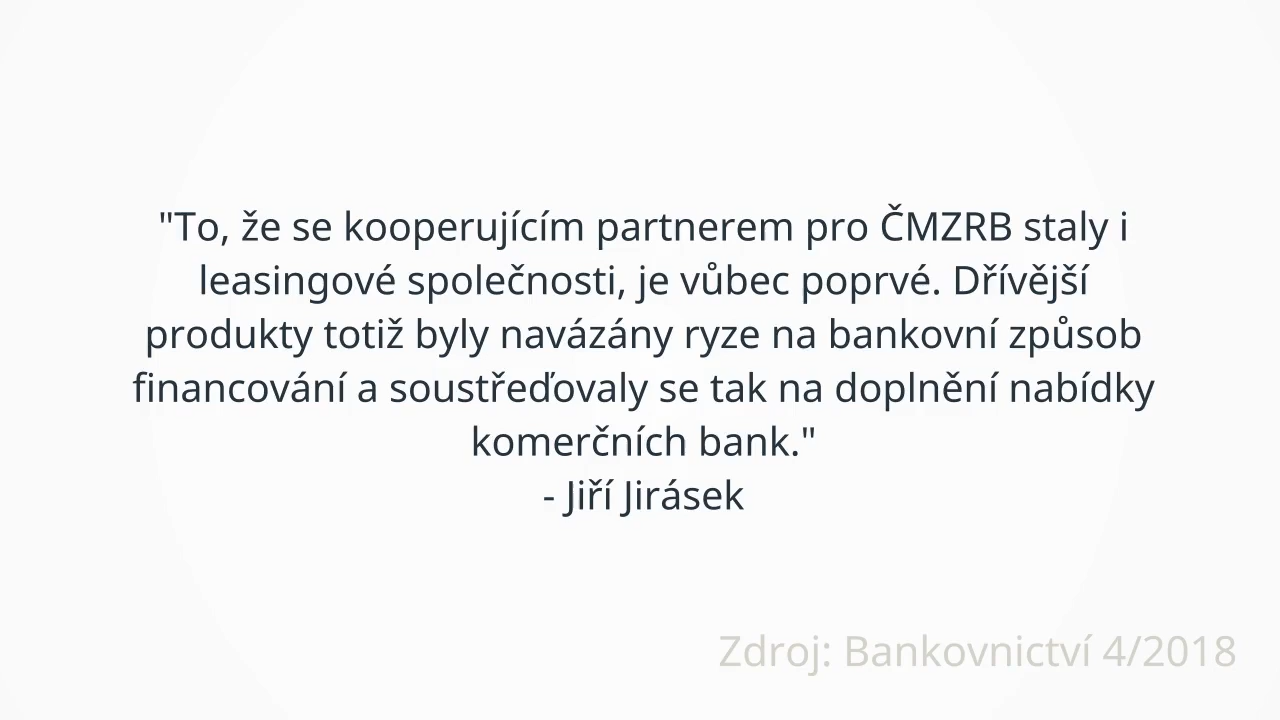 "To, že se kooperujícím partnerem pro ČMZRB staly i
leasingové společnosti, je vůbec poprvé. Dřívější
produkty totiž byly navázány ryze na bankovní způsob
financování a soustřeďovaly se tak na doplnění nabídky
komerčních bank."
- Jiří Jirásek
Zdroj: Bankovnictví 4/2018